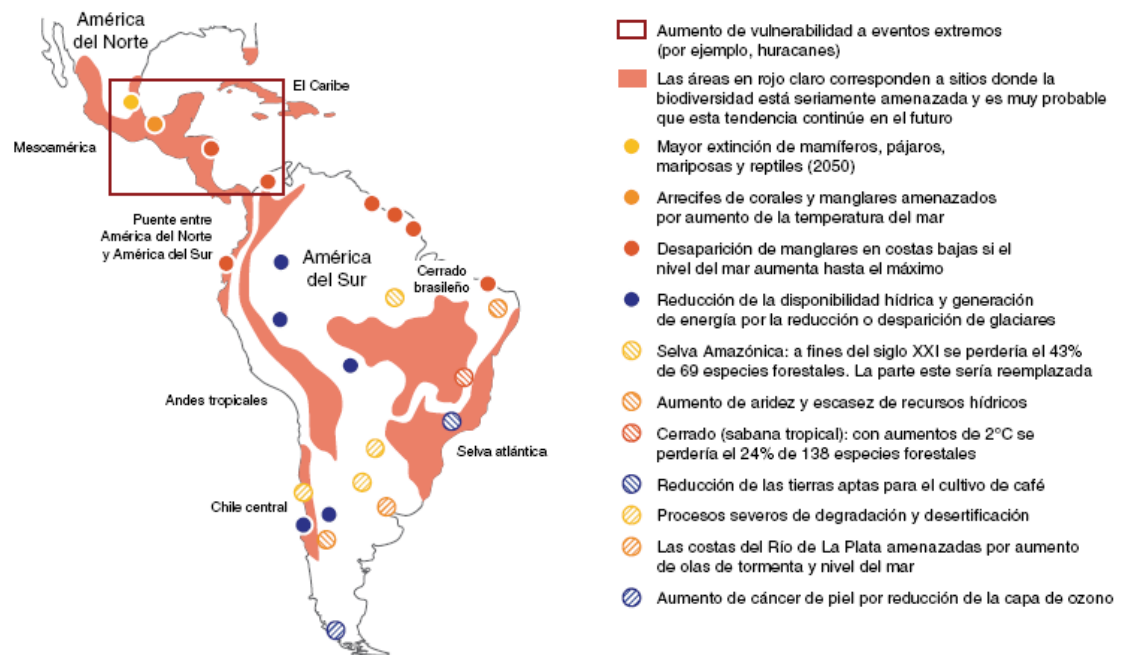 América
del Norte
El Caribe
Mesoamérica
Puente entre
América del Norte
y América del Sur
América
del Sur
Cerrado
brasileño
Andes tropicales
Selva atlántica
Chile central
Aumento de vulnerabilidad a eventos extremos
(por ejemplo, huracanes)
Las áreas en rojo claro corresponden a sitios donde la
biodiversidad está seriamente amenazada y es muy probable
que esta tendencia continúe en el futuro
Mayor extinción de mamíferos, pájaros,
mariposas y reptiles (2050)
Arrecifes de corales y manglares amenazados
por aumento de la temperatura del mar
Desaparición de manglares en costas bajas si el
nivel del mar aumenta hasta el máximo
Reducción de la disponibilidad hídrica y generación
de energía por la reducción o desparición de glaciares
Selva Amazónica: a fines del siglo XXI se perdería el 43%
de 69 especies forestales. La parte este sería reemplazada
Aumento de aridez y escasez de recursos hídricos
Cerrado (sabana tropical): con aumentos de 2°C se
perdería el 24% de 138 especies forestales
Reducción de las tierras aptas para el cultivo de café
Procesos severos de degradación y desertificación
Las costas del Río de La Plata amenazadas por aumento
de olas de tormenta y nivel del mar
Aumento de cáncer de piel por reducción de la capa de ozono